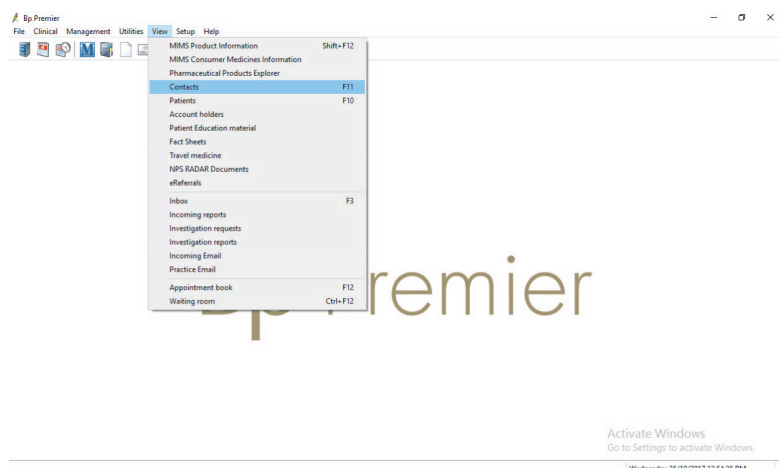 Bp Premier
File Clinical Management Utilities View Setup Help
MIMS Product Information Shift+F12
MIMS Consumer Medicines Information
Pharmaceutical Products Explorer
Contacts F11
Patients F10
Account holders
Patient Education material
Fact Sheets
Travel medicine
NPS RADAR Documents
eReferrals
Inbox F3
Incoming reports
Investigation requests
Investigation reports
Incoming Email
Practice Email
Appointment book F12
Waiting room Ctrl+F12
Bp Premier
Activate Windows
Go to Settings to activate Windows.